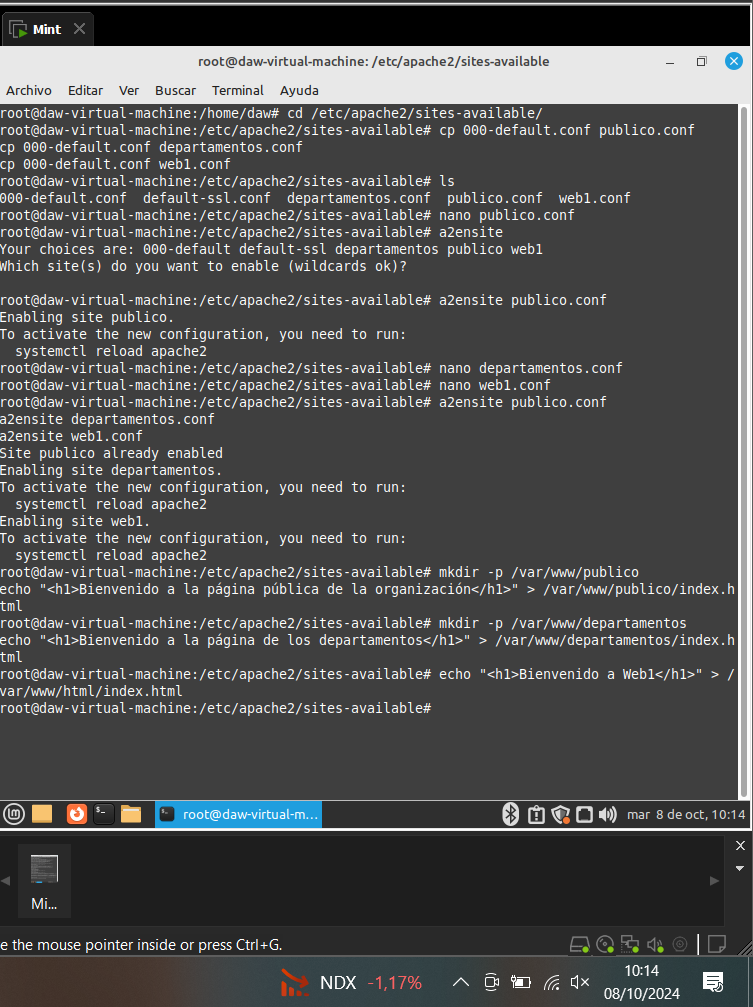 Mint
root@daw-virtual-machine: /etc/apache2/sites-available
Archivo Editar Ver Buscar Terminal Ayuda
root@daw-virtual-machine:/home/daw# cd /etc/apache2/sites-available/
root@daw-virtual-machine:/etc/apache2/sites-available# cp 000-default.conf publico.conf
cp 000-default.conf departamentos.conf
cp 000-default.conf web1.conf
root@daw-virtual-machine:/etc/apache2/sites-available# ls
000-default.conf  default-ssl.conf  departamentos.conf  publico.conf  web1.conf
root@daw-virtual-machine:/etc/apache2/sites-available# nano publico.conf
root@daw-virtual-machine:/etc/apache2/sites-available# a2ensite
Your choices are: 000-default default-ssl departamentos publico web1
Which site(s) do you want to enable (wildcards ok)?
root@daw-virtual-machine:/etc/apache2/sites-available# a2ensite publico.conf
Enabling site publico.
To activate the new configuration, you need to run:
  systemctl reload apache2
root@daw-virtual-machine:/etc/apache2/sites-available# nano departamentos.conf
root@daw-virtual-machine:/etc/apache2/sites-available# nano web1.conf
root@daw-virtual-machine:/etc/apache2/sites-available# a2ensite publico.conf
a2ensite departamentos.conf
a2ensite web1.conf
Site publico already enabled
Enabling site departamentos.
To activate the new configuration, you need to run:
  systemctl reload apache2
Enabling site web1.
To activate the new configuration, you need to run:
  systemctl reload apache2
root@daw-virtual-machine:/etc/apache2/sites-available# mkdir -p /var/www/publico
echo "<h1>Bienvenido a la página pública de la organización</h1>" > /var/www/publico/index.h
tml
root@daw-virtual-machine:/etc/apache2/sites-available# mkdir -p /var/www/departamentos
echo "<h1>Bienvenido a la página de los departamentos</h1>" > /var/www/departamentos/index.h
tml
root@daw-virtual-machine:/etc/apache2/sites-available# echo "<h1>Bienvenido a Web1</h1>" > /
var/www/html/index.html
root@daw-virtual-machine:/etc/apache2/sites-available#
root@daw-virtual-m...
mar 8 de oct, 10:14
Mi...
e the mouse pointer inside or press Ctrl+G.
NDX -1,17%
10:14
08/10/2024